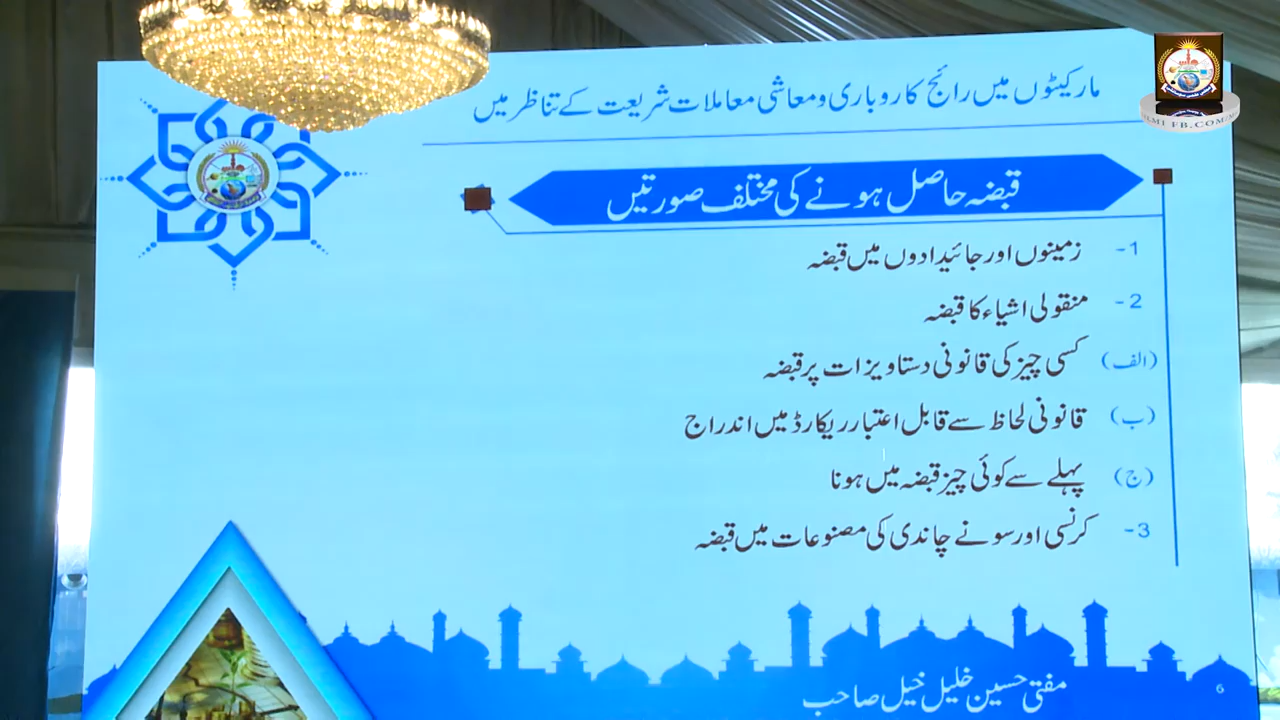 مارکیٹوں میں رائج کاروباری و معاشی معاملات شریعت کے تناظر میں
قبضہ حاصل ہونے کی مختلف صورتیں
1- زمینوں اور جائیدادوں میں قبضہ
2- منقولی اشیاء کا قبضہ
(الف) کسی چیز کی قانونی دستاویزات پر قبضہ
(ب) قانونی لحاظ سے قابل اعتبار ریکارڈ میں اندراج
(ج) پہلے سے کوئی چیز قبضہ میں ہونا
3- کرنسی اور سونے چاندی کی مصنوعات میں قبضہ
مفتی حسین خلیل خیل صاحب
6